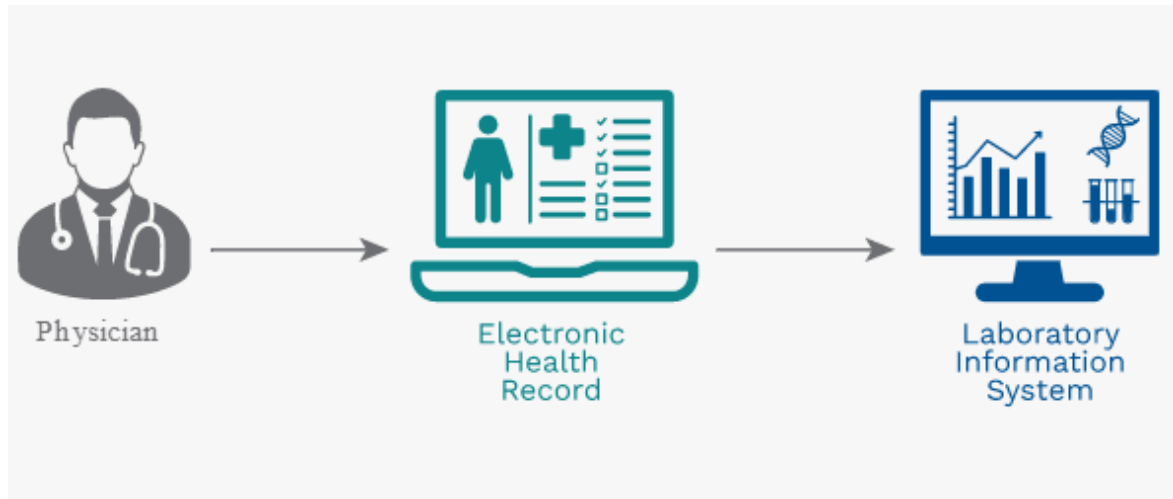 Physician
Electronic
Health
Record
Laboratory
Information
System